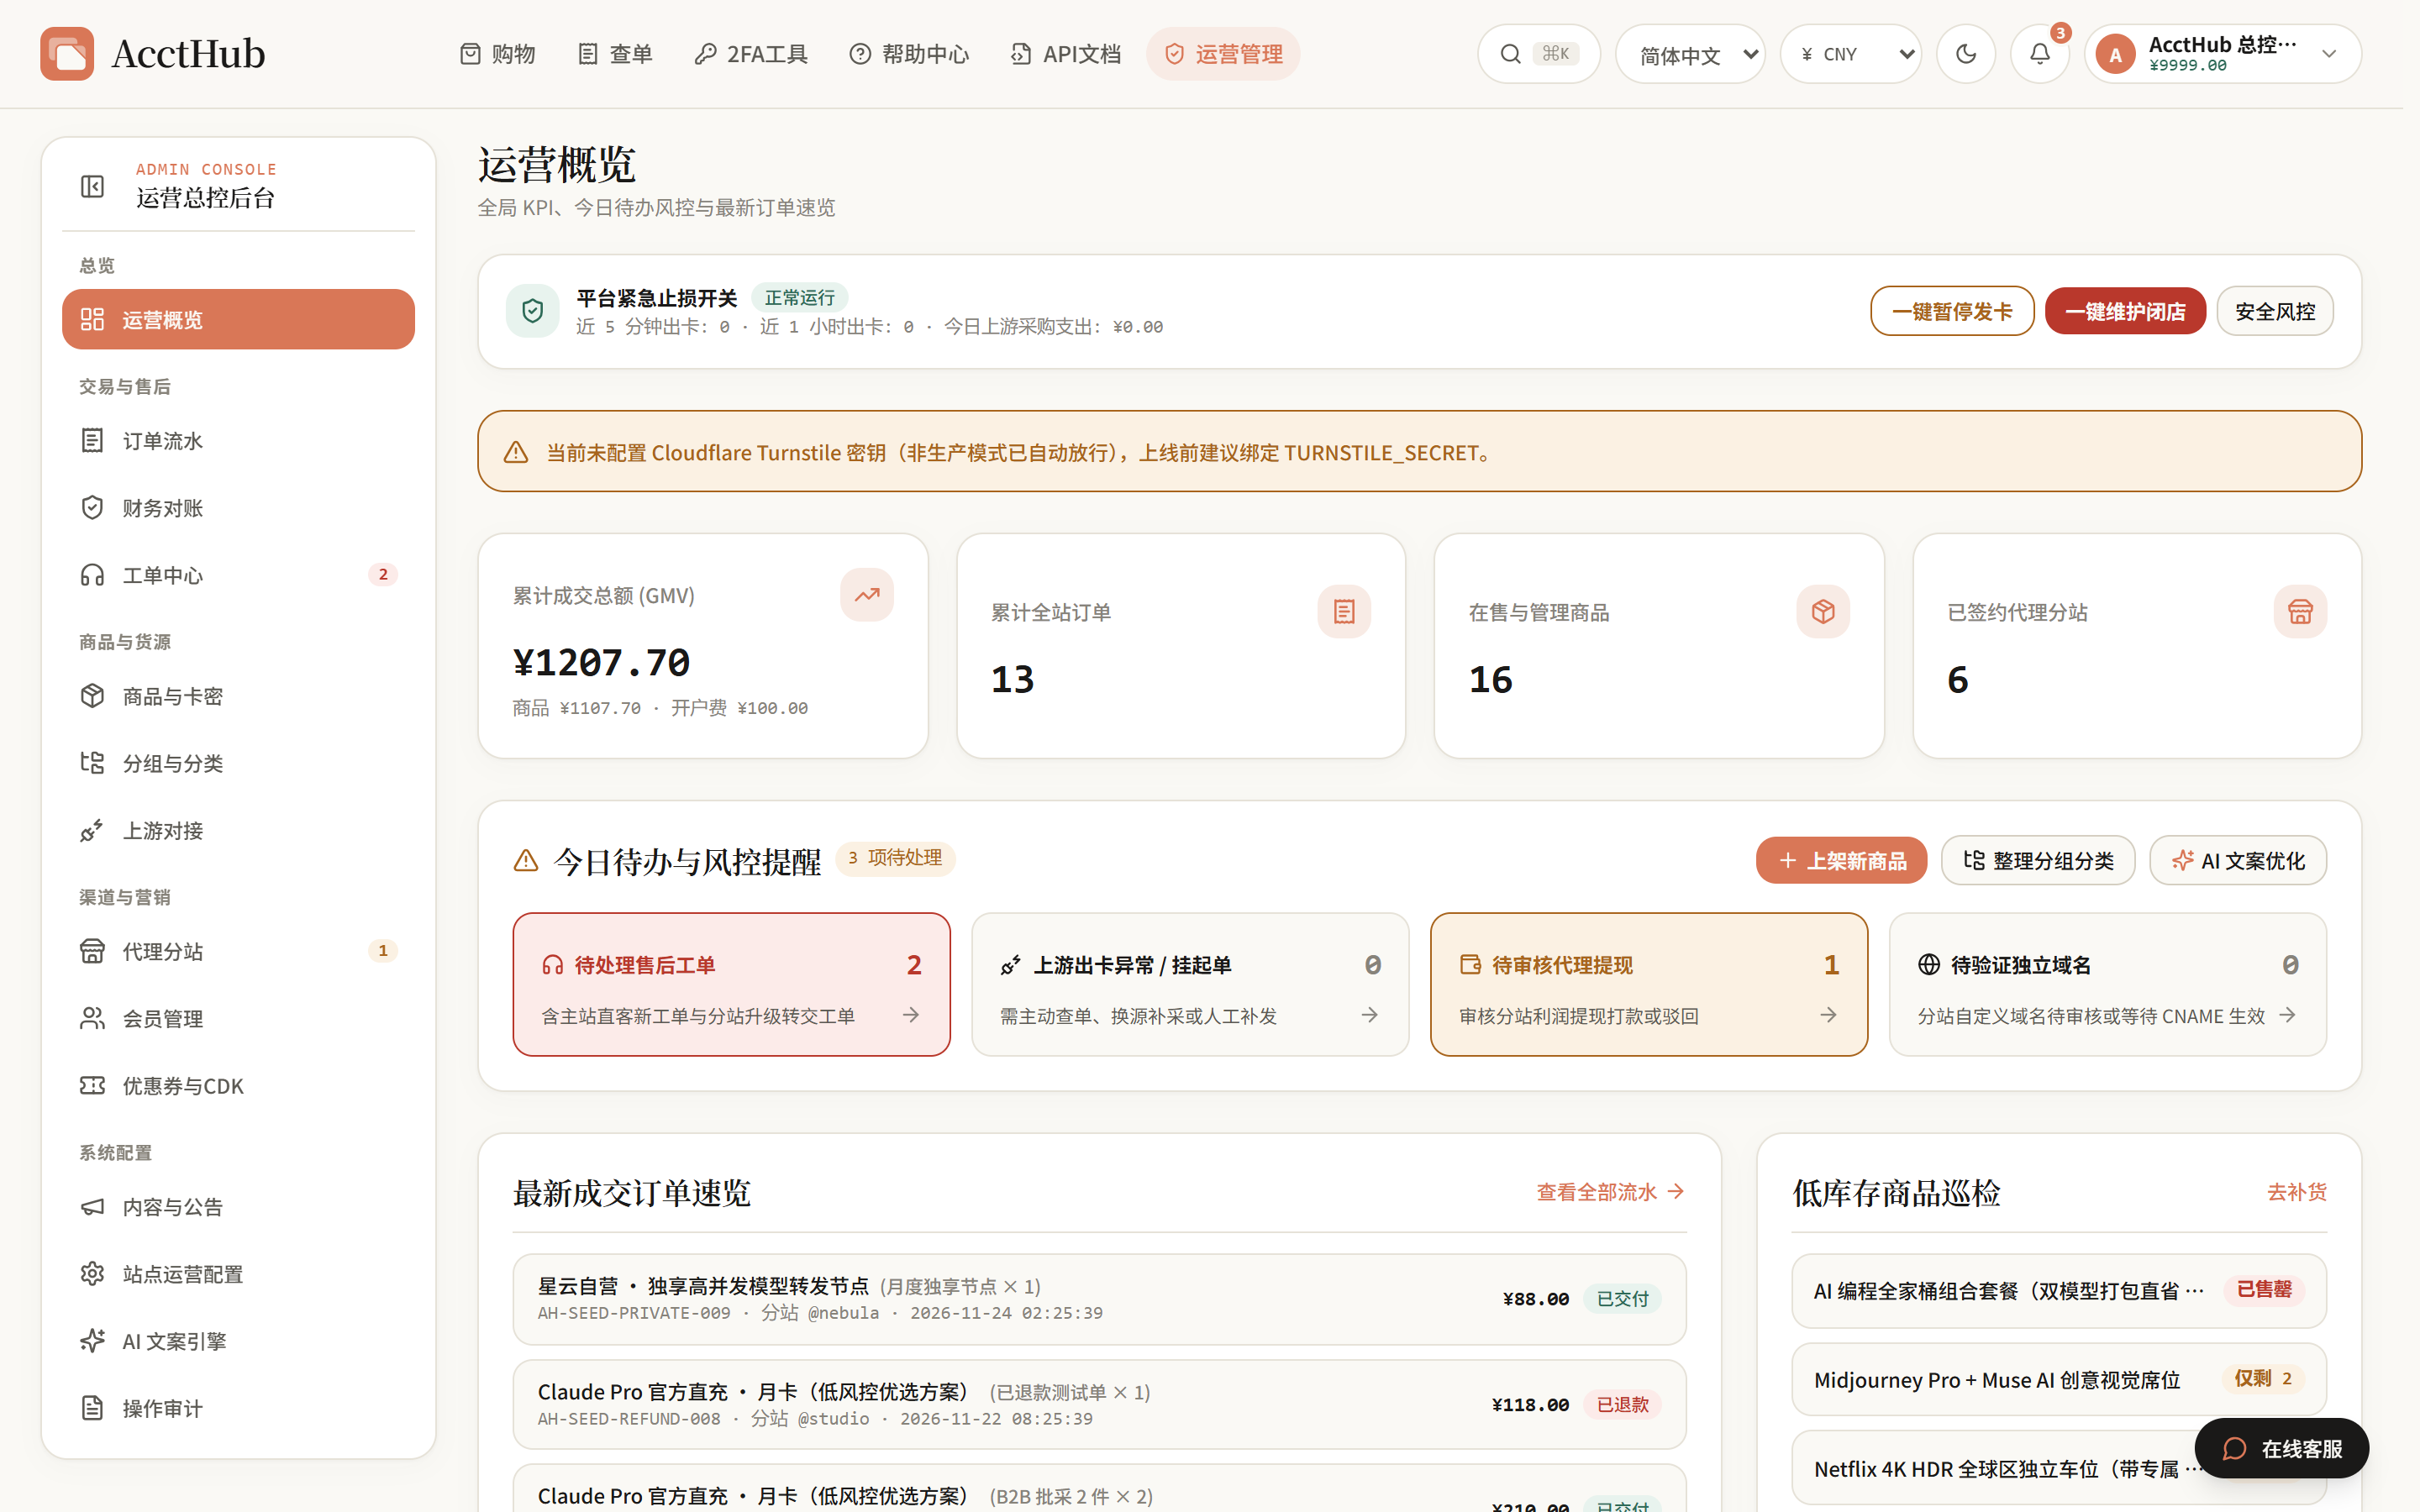 AcctHub
购物
查单
2FA工具
帮助中心
API文档
运营管理
⌘K
简体中文
¥ CNY
3
A
AcctHub 总控…
¥9999.00
ADMIN CONSOLE
运营总控后台
总览
运营概览
交易与售后
订单流水
财务对账
工单中心 2
商品与货源
商品与卡密
分组与分类
上游对接
渠道与营销
代理分站 1
会员管理
优惠券与CDK
系统配置
内容与公告
站点运营配置
AI 文案引擎
操作审计
运营概览
全局 KPI、今日待办风控与最新订单速览
平台紧急止损开关 正常运行
近 5 分钟出卡: 0 · 近 1 小时出卡: 0 · 今日上游采购支出: ¥0.00
一键暂停发卡
一键维护闭店
安全风控
当前未配置 Cloudflare Turnstile 密钥（非生产模式已自动放行），上线前建议绑定 TURNSTILE_SECRET。
累计成交总额 (GMV)
¥1207.70
商品 ¥1107.70 · 开户费 ¥100.00
累计全站订单
13
在售与管理商品
16
已签约代理分站
6
今日待办与风控提醒 3 项待处理
上架新商品
整理分组分类
AI 文案优化
待处理售后工单 2
含主站直客新工单与分站升级转交工单
上游出卡异常 / 挂起单 0
需主动查单、换源补采或人工补发
待审核代理提现 1
审核分站利润提现打款或驳回
待验证独立域名 0
分站自定义域名待审核或等待 CNAME 生效
最新成交订单速览
查看全部流水
星云自营 · 独享高并发模型转发节点 (月度独享节点 × 1)
AH-SEED-PRIVATE-009 · 分站 @nebula · 2026-11-24 02:25:39
¥88.00 已交付
Claude Pro 官方直充 · 月卡（低风控优选方案） (已退款测试单 × 1)
AH-SEED-REFUND-008 · 分站 @studio · 2026-11-22 08:25:39
¥118.00 已退款
Claude Pro 官方直充 · 月卡（低风控优选方案） (B2B 批采 2 件 × 2)
¥210.00 已交付
低库存商品巡检
去补货
AI 编程全家桶组合套餐（双模型打包直省 … 已售罄
Midjourney Pro + Muse AI 创意视觉席位 仅剩 2
Netflix 4K HDR 全球区独立车位（带专属 …
在线客服